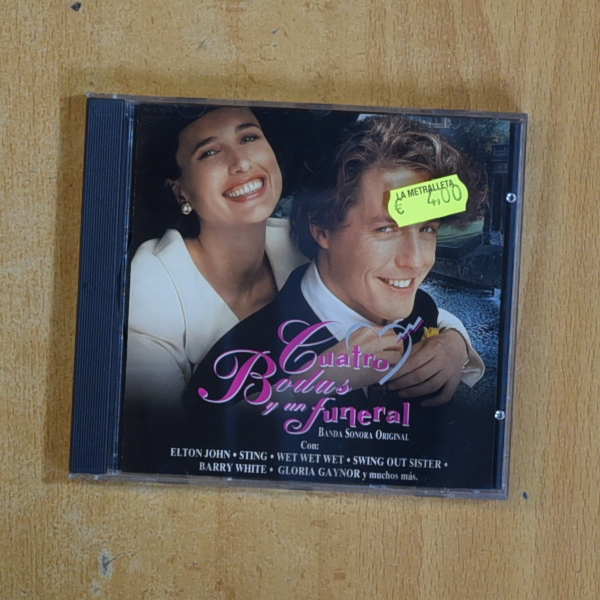 LA METRALLETA
€ 4,00
Cuatro
Bodas
y un funeral
BANDA SONORA ORIGINAL
Con:
ELTON JOHN • STING • WET WET WET • SWING OUT SISTER •
BARRY WHITE • GLORIA GAYNOR y muchos más.